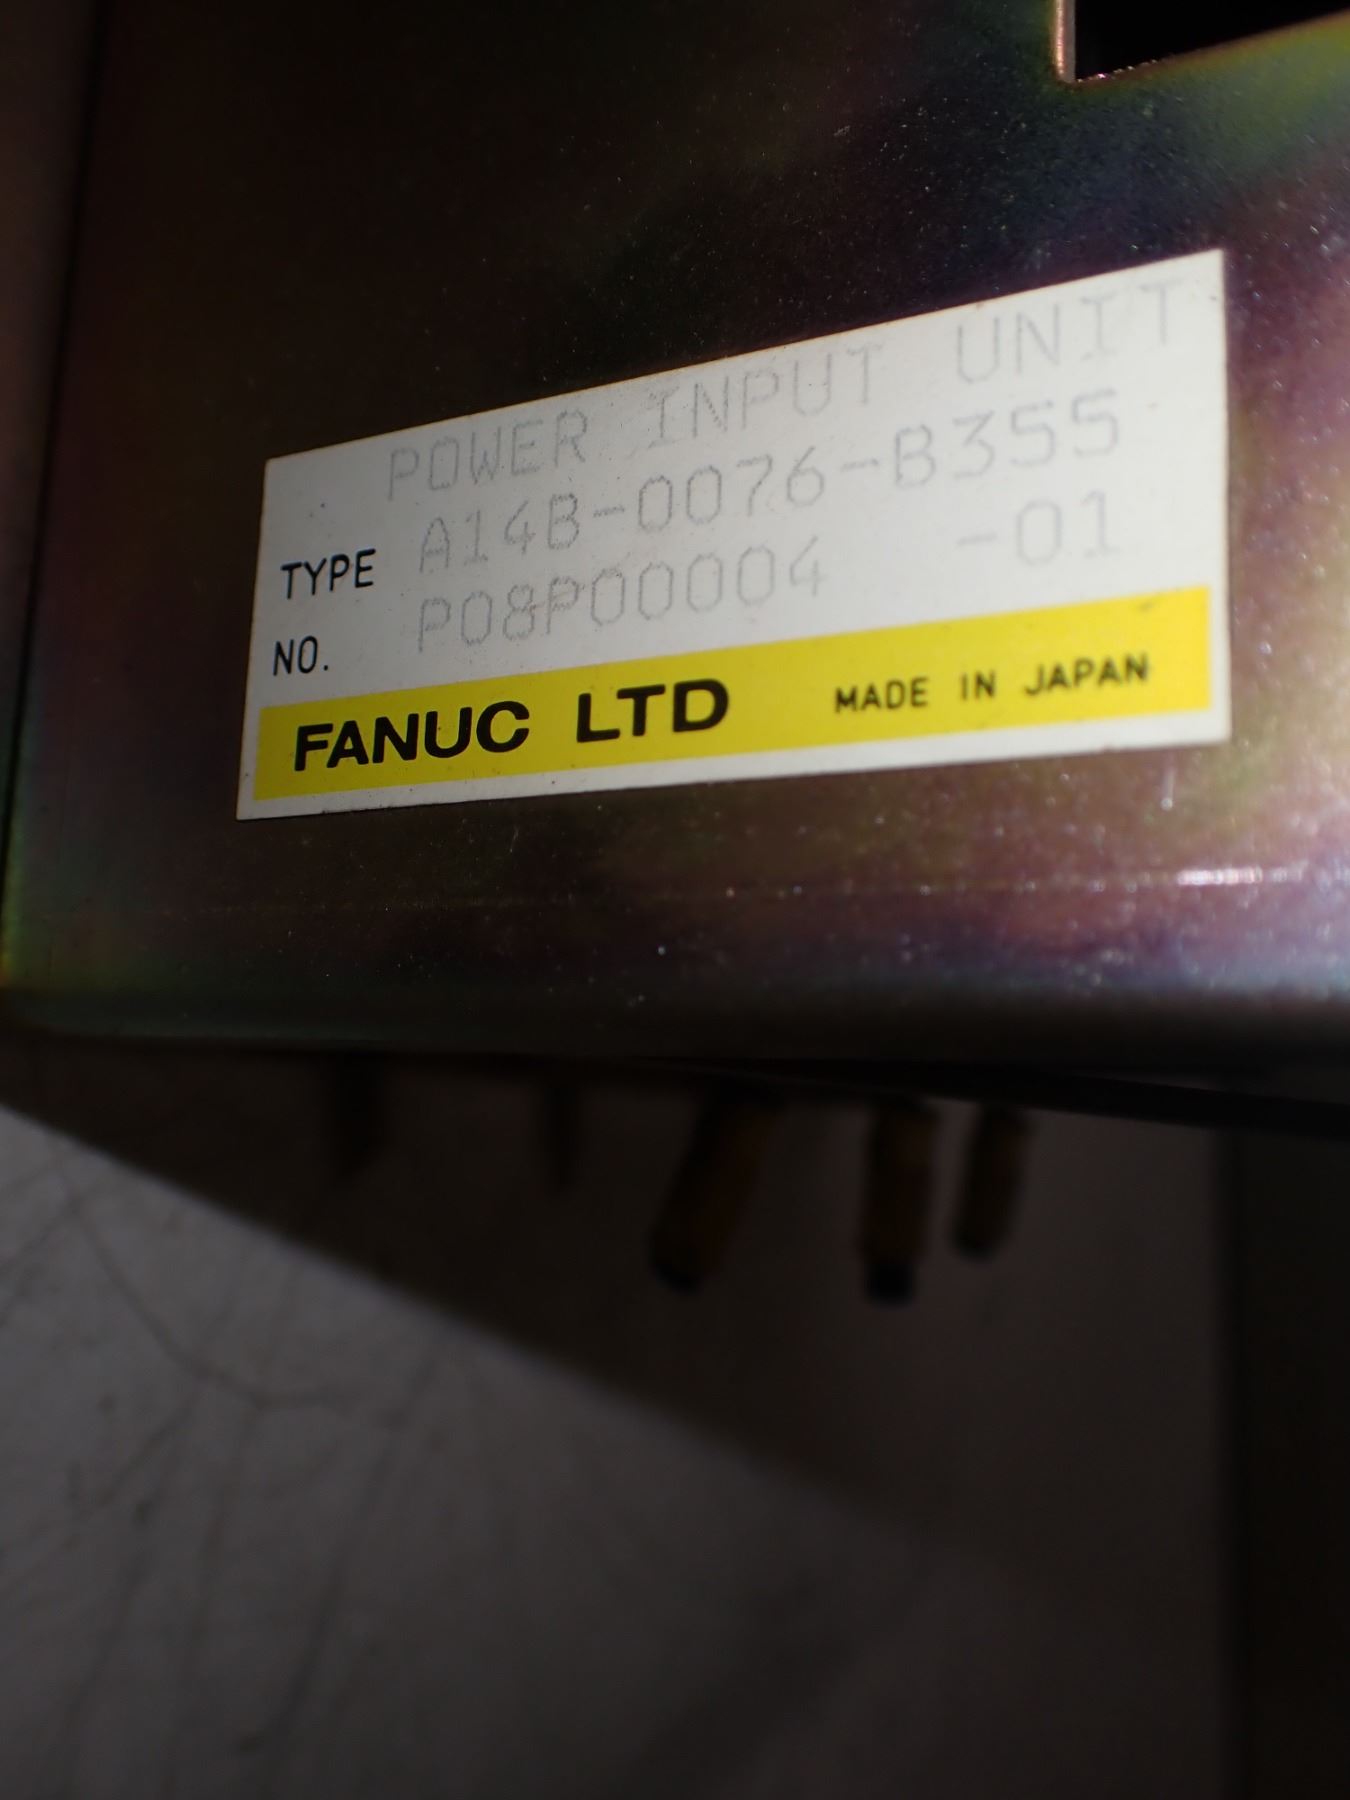 POWER INPUT UNIT
TYPE A14B-0076-B355
NO. P08P00004 -01
FANUC LTD MADE IN JAPAN